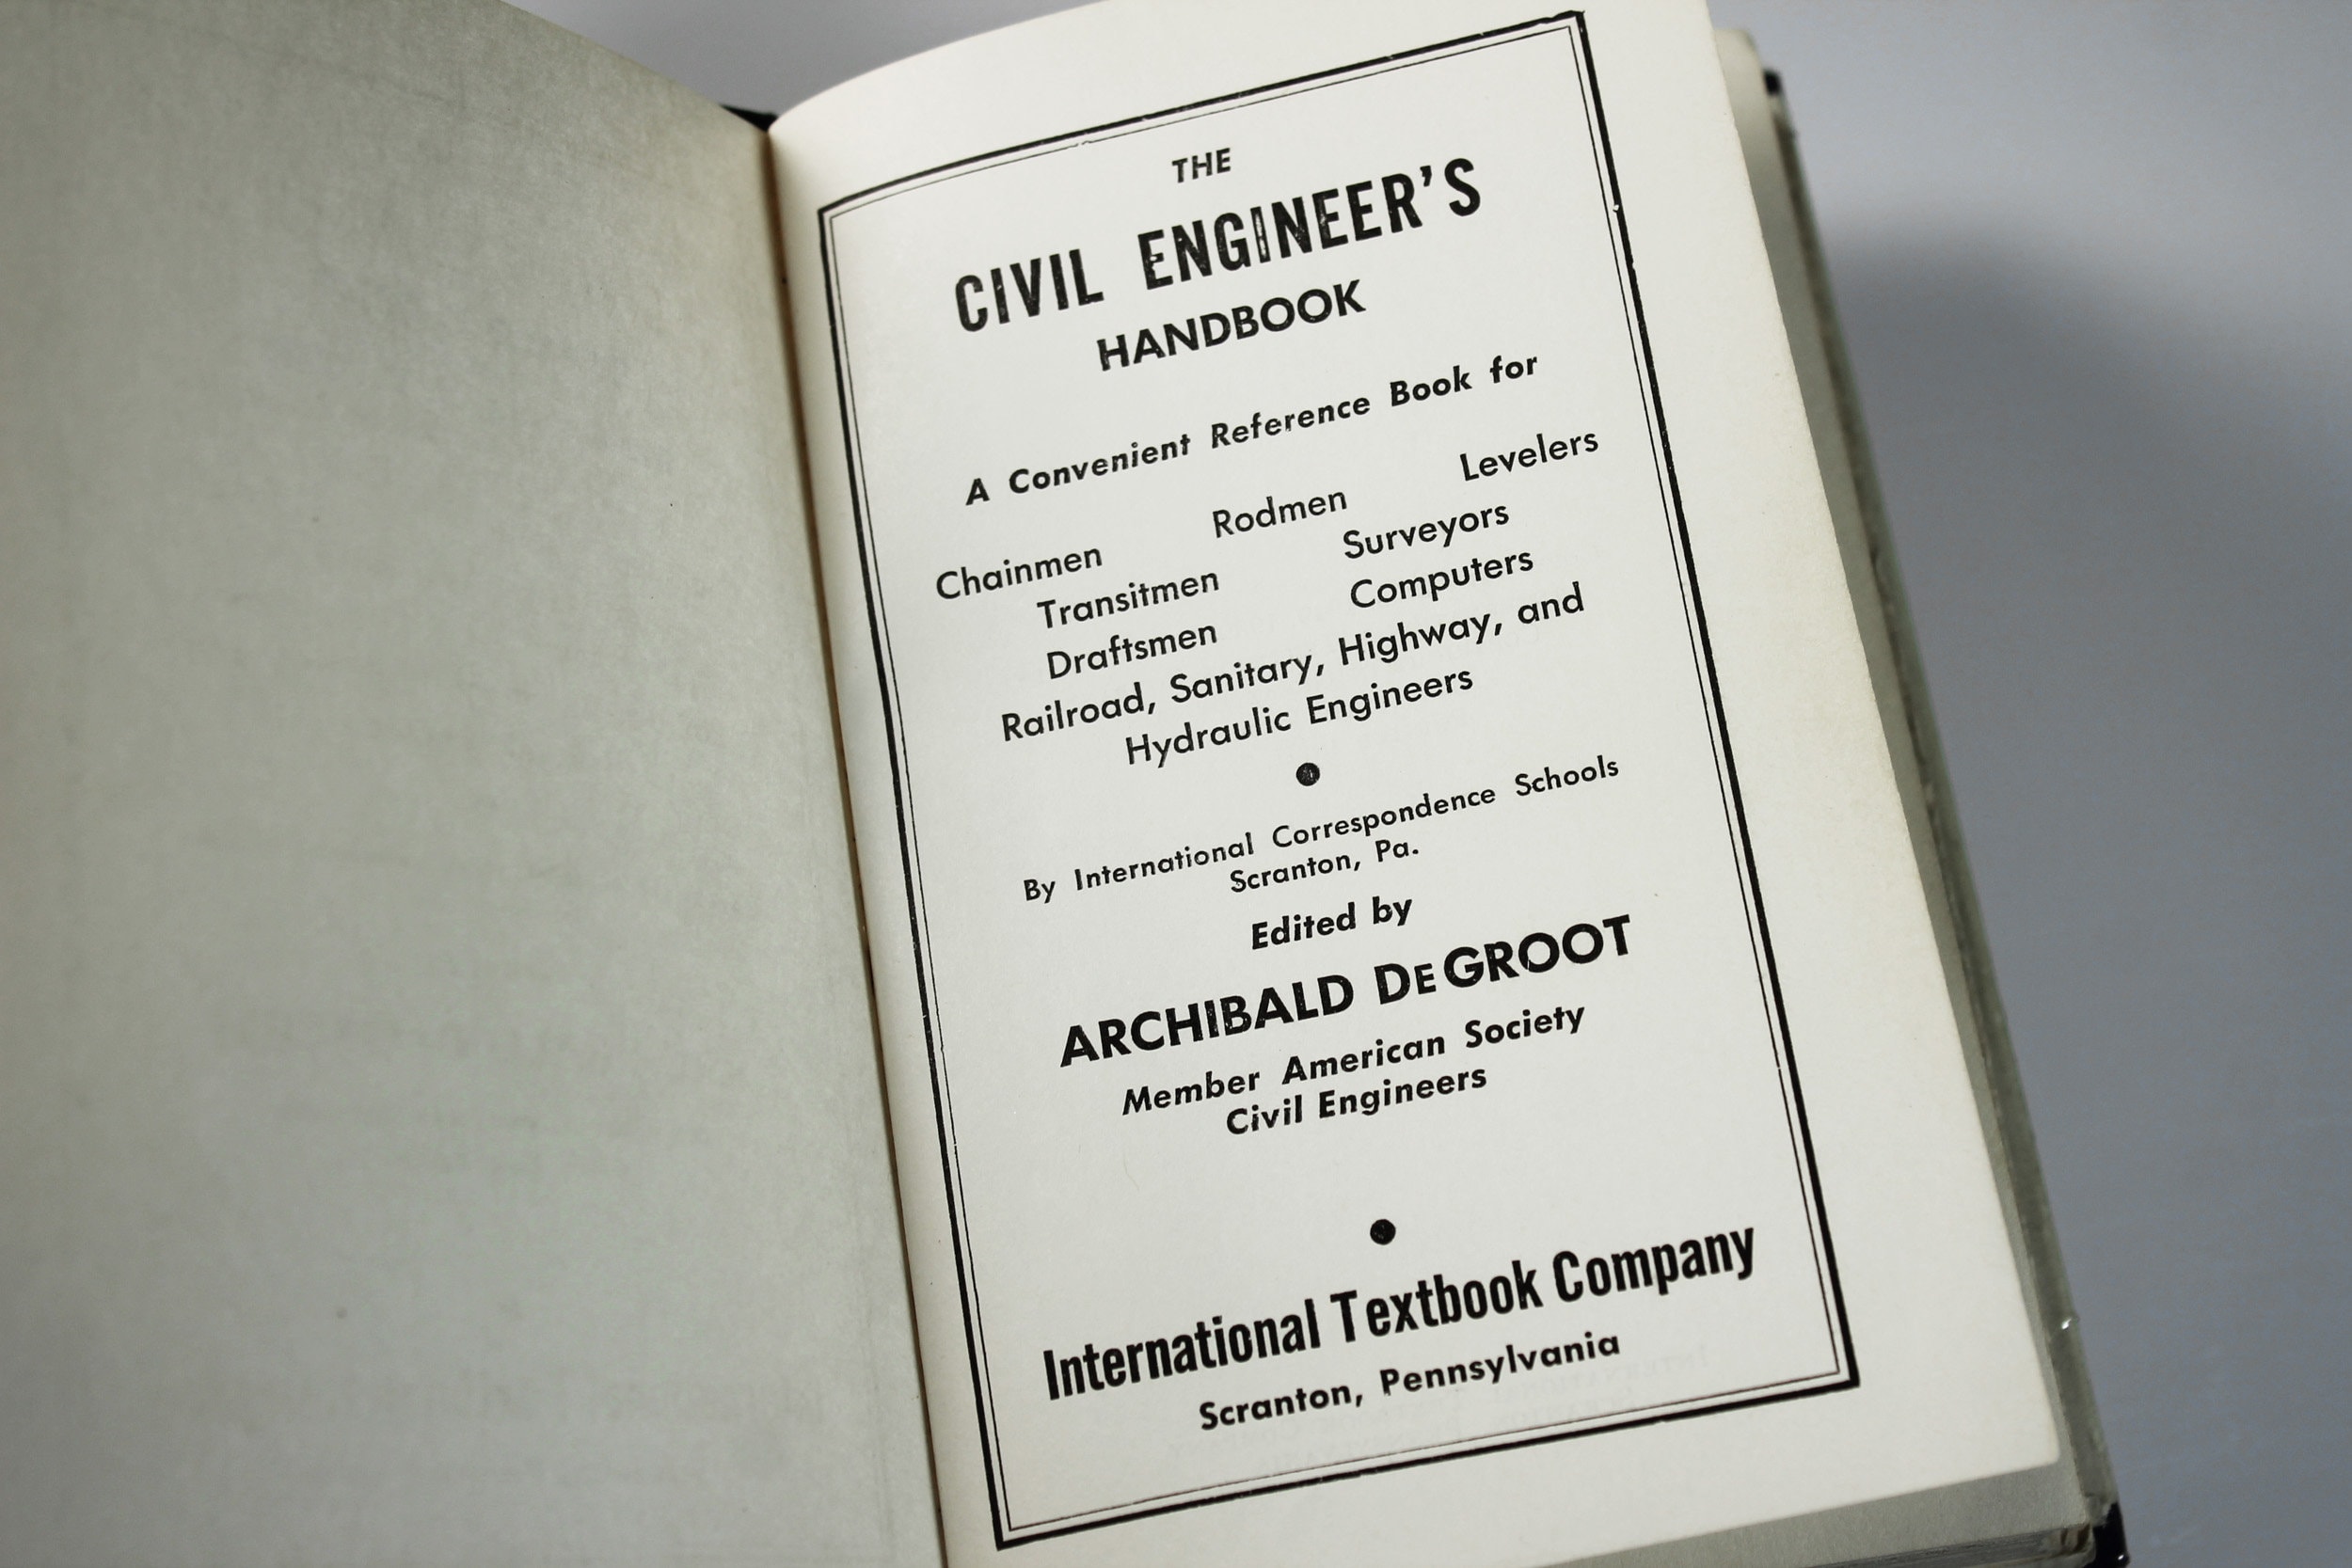 THE
CIVIL ENGINEER'S
HANDBOOK
A Convenient Reference Book for
Chainmen Rodmen Levelers
Transitmen Surveyors
Draftsmen Computers
Railroad, Sanitary, Highway, and
Hydraulic Engineers
By International Correspondence Schools
Scranton, Pa.
Edited by
ARCHIBALD DEGROOT
Member American Society
Civil Engineers
International Textbook Company
Scranton, Pennsylvania